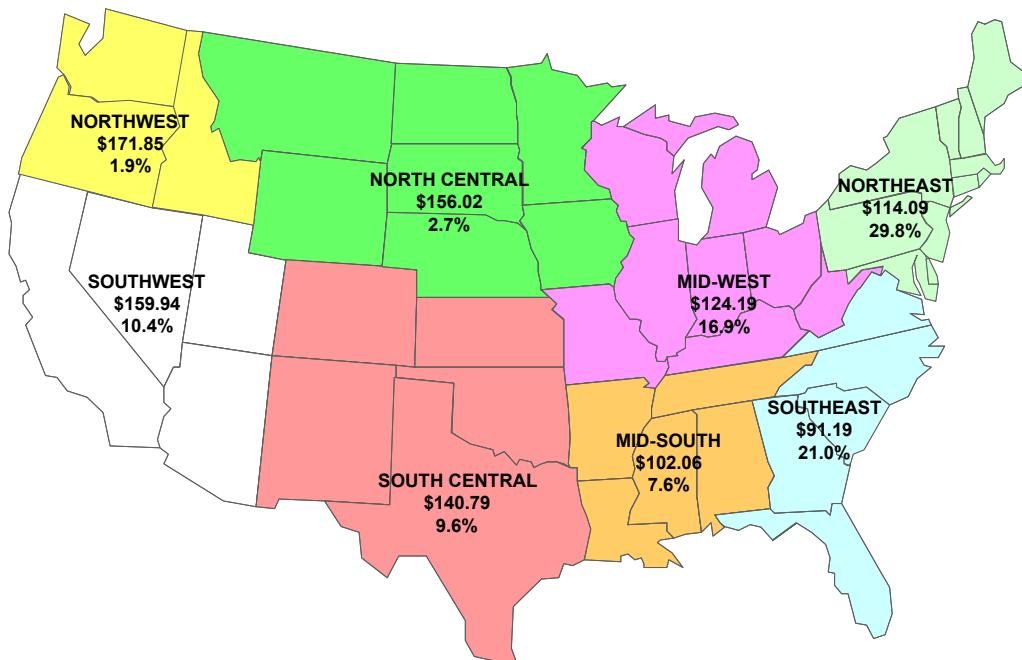 NORTHWEST
$171.85
1.9%
NORTH CENTRAL
$156.02
2.7%
NORTHEAST
$114.09
29.8%
SOUTHWEST
$159.94
10.4%
MID-WEST
$124.19
16.9%
SOUTHEAST
$91.19
21.0%
MID-SOUTH
$102.06
7.6%
SOUTH CENTRAL
$140.79
9.6%